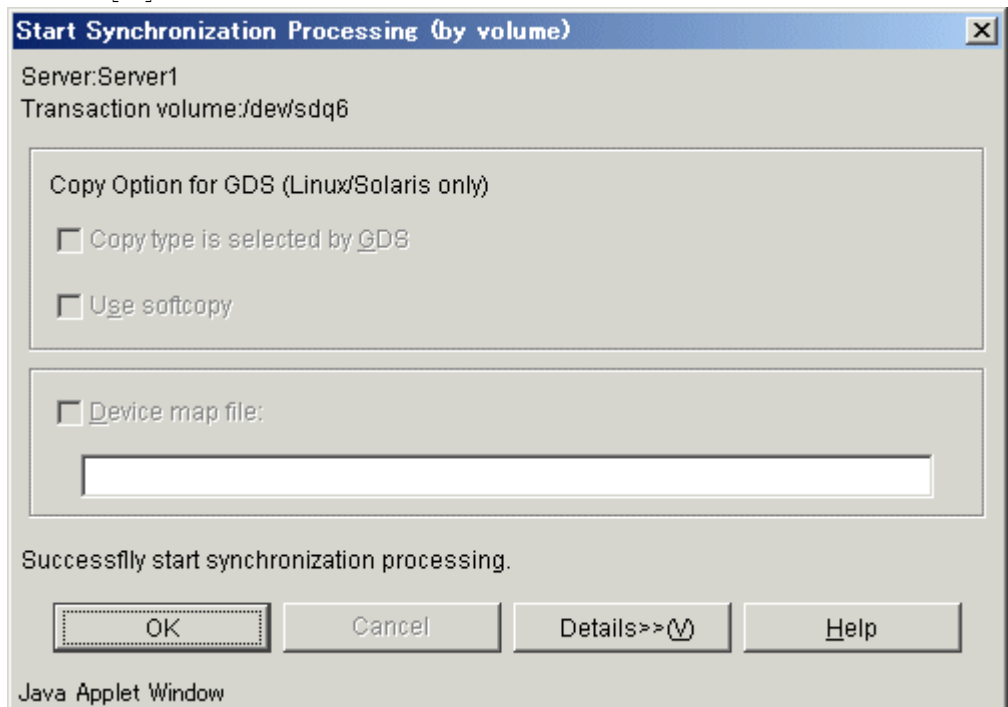 Start Synchronization Processing (by volume)
Server:Server1
Transaction volume:/dev/sdq6
Copy Option for GDS (Linux/Solaris only)
Copy type is selected by GDS
Use softcopy
Device map file:
Successflly start synchronization processing.
OK Cancel Details>>(V) Help
Java Applet Window